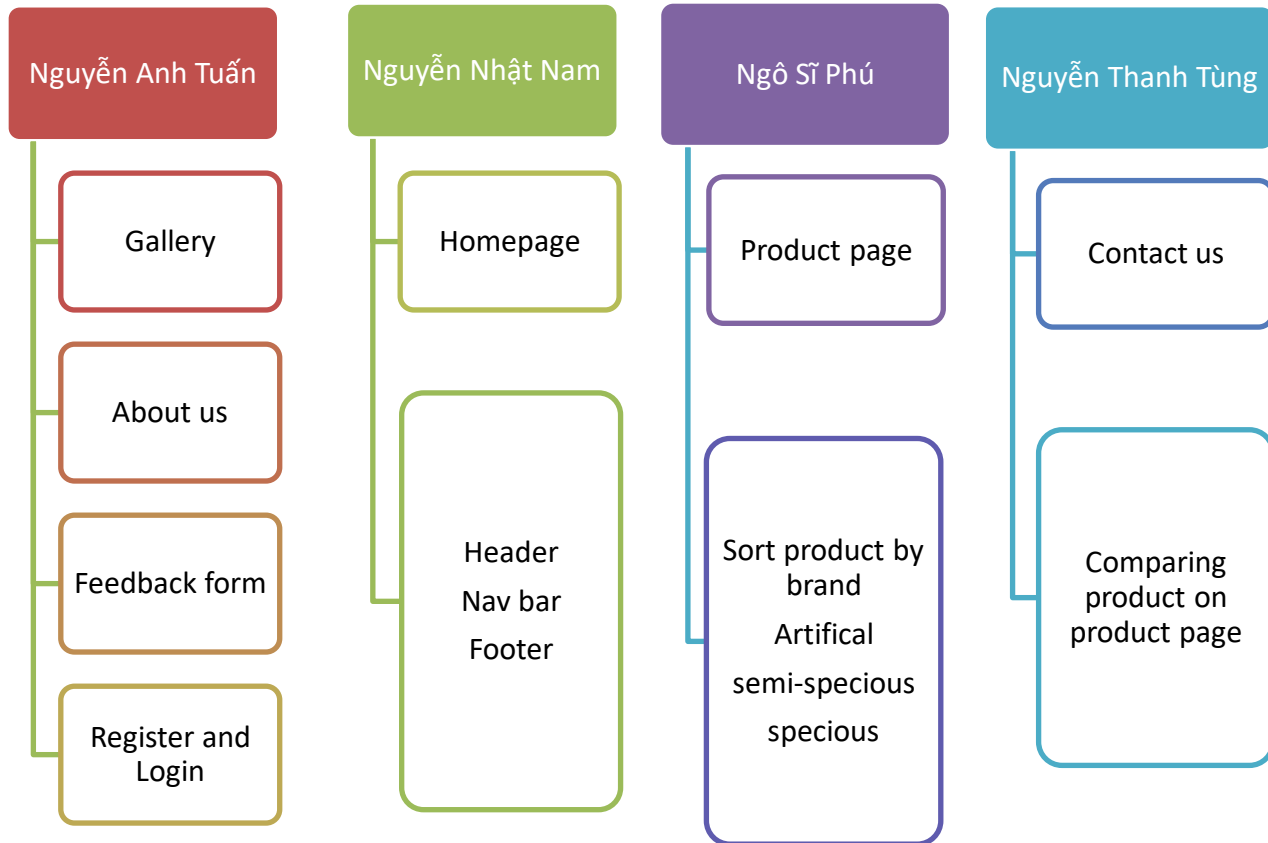 Nguyễn Anh Tuấn
Gallery
About us
Feedback form
Register and
Login
Nguyễn Nhật Nam
Homepage
Header
Nav bar
Footer
Ngô Sĩ Phú
Product page
Sort product by
brand
Artifical
semi-specious
specious
Nguyễn Thanh Tùng
Contact us
Comparing
product on
product page